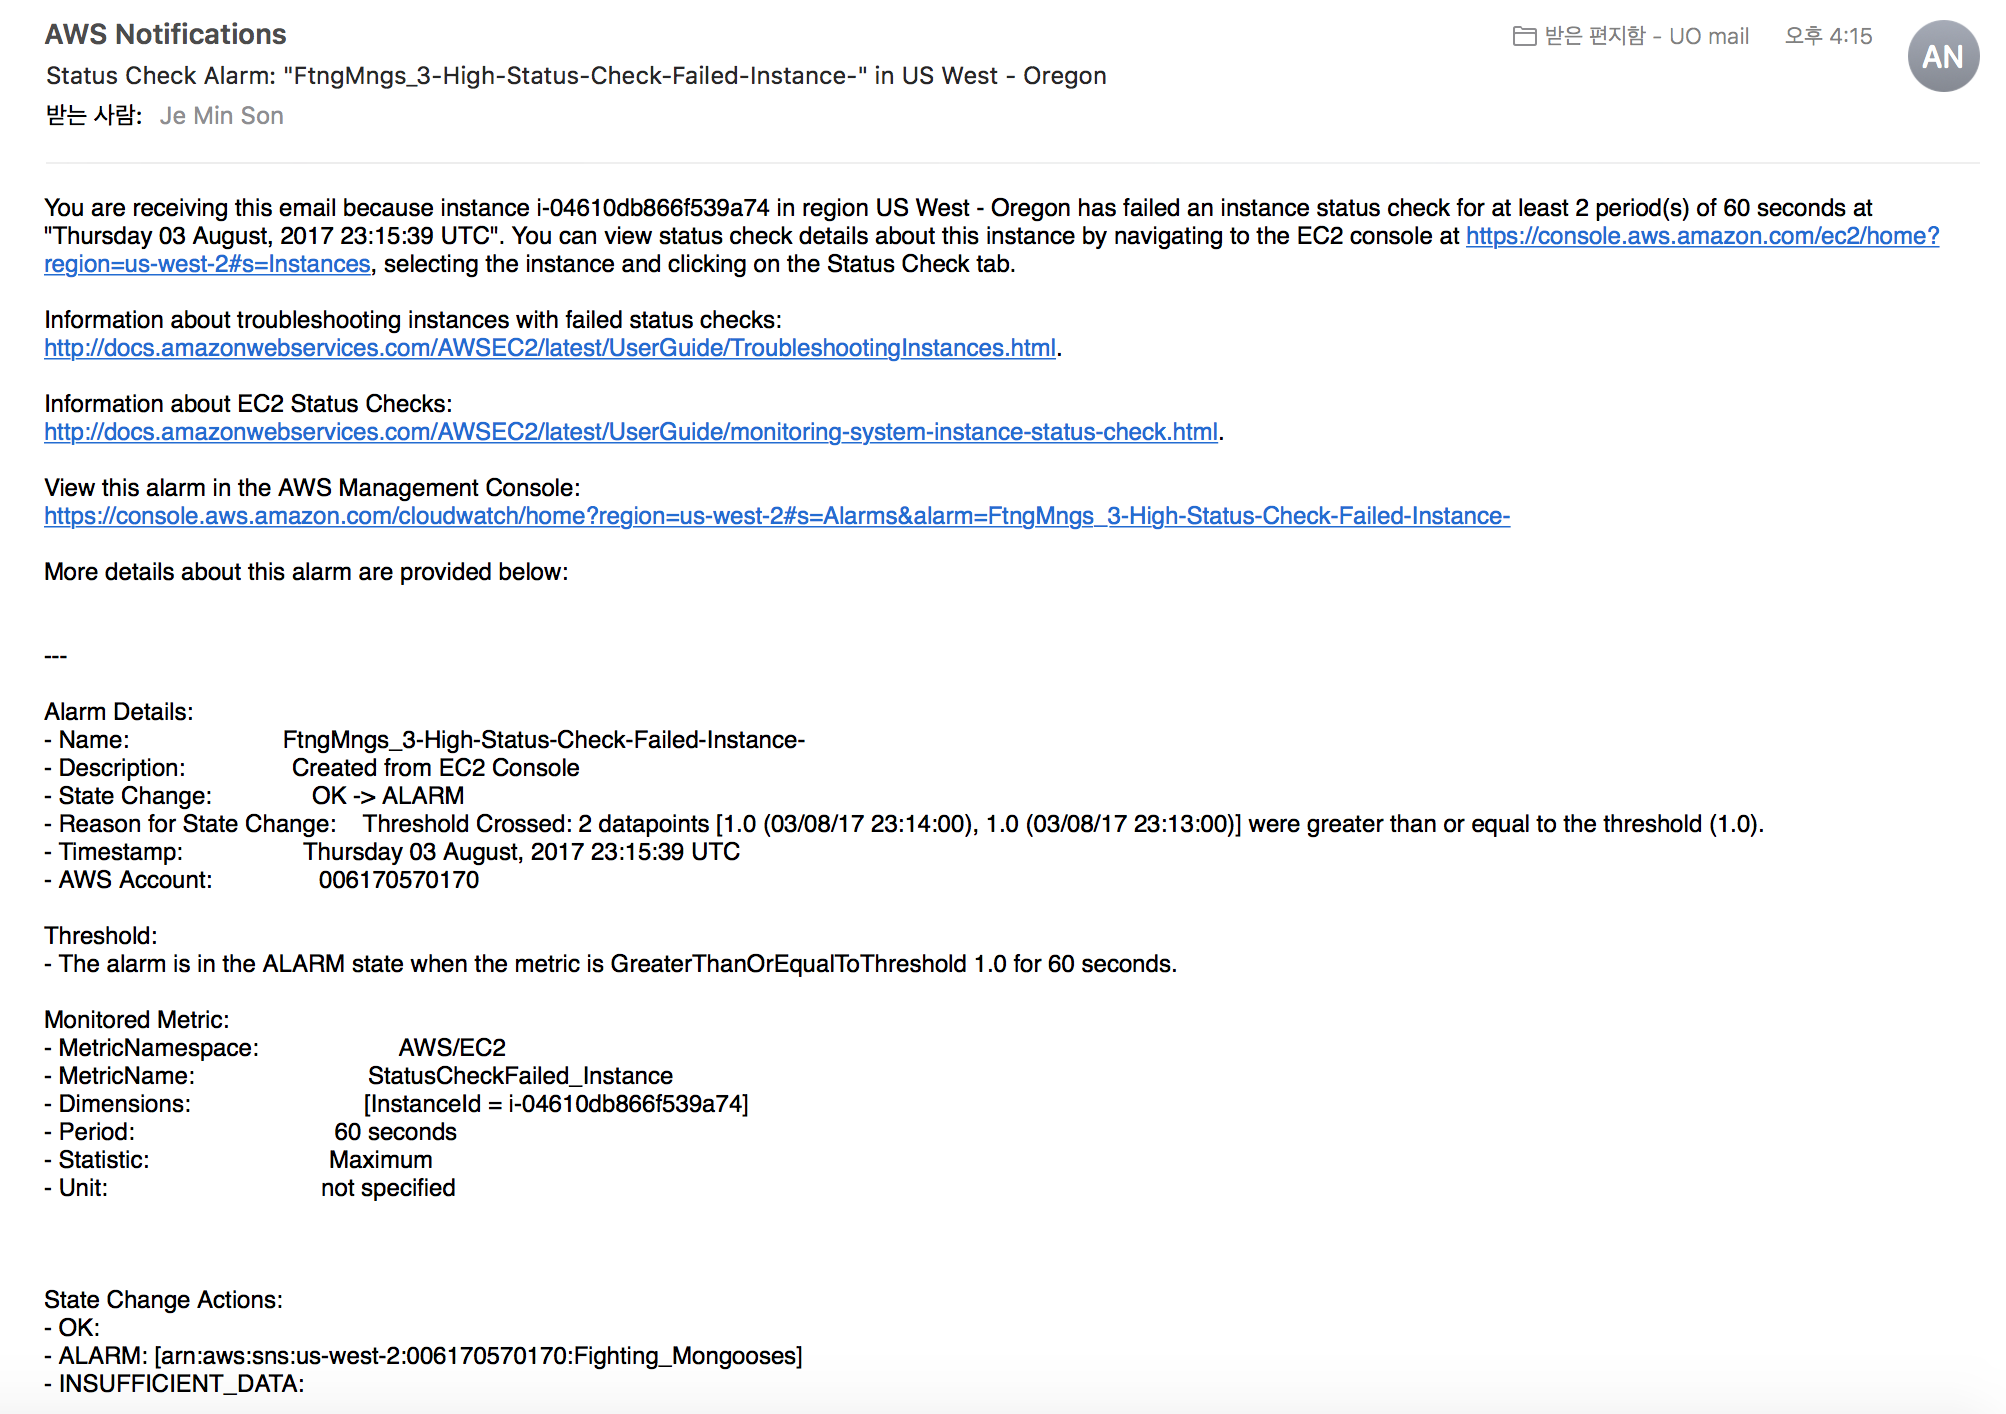 AWS Notifications
받은 편지함 - UO mail 오후 4:15
AN
Status Check Alarm: "FtngMngs_3-High-Status-Check-Failed-Instance-" in US West - Oregon
받는 사람: Je Min Son
You are receiving this email because instance i-04610db866f539a74 in region US West - Oregon has failed an instance status check for at least 2 period(s) of 60 seconds at
"Thursday 03 August, 2017 23:15:39 UTC". You can view status check details about this instance by navigating to the EC2 console at https://console.aws.amazon.com/ec2/home?
region=us-west-2#s=Instances, selecting the instance and clicking on the Status Check tab.
Information about troubleshooting instances with failed status checks:
http://docs.amazonwebservices.com/AWSEC2/latest/UserGuide/TroubleshootingInstances.html.
Information about EC2 Status Checks:
http://docs.amazonwebservices.com/AWSEC2/latest/UserGuide/monitoring-system-instance-status-check.html.
View this alarm in the AWS Management Console:
https://console.aws.amazon.com/cloudwatch/home?region=us-west-2#s=Alarms&alarm=FtngMngs_3-High-Status-Check-Failed-Instance-
More details about this alarm are provided below:
---
Alarm Details:
- Name: FtngMngs_3-High-Status-Check-Failed-Instance-
- Description: Created from EC2 Console
- State Change: OK -> ALARM
- Reason for State Change: Threshold Crossed: 2 datapoints [1.0 (03/08/17 23:14:00), 1.0 (03/08/17 23:13:00)] were greater than or equal to the threshold (1.0).
- Timestamp: Thursday 03 August, 2017 23:15:39 UTC
- AWS Account: 006170570170
Threshold:
- The alarm is in the ALARM state when the metric is GreaterThanOrEqualToThreshold 1.0 for 60 seconds.
Monitored Metric:
- MetricNamespace: AWS/EC2
- MetricName: StatusCheckFailed_Instance
- Dimensions: [InstanceId = i-04610db866f539a74]
- Period: 60 seconds
- Statistic: Maximum
- Unit: not specified
State Change Actions:
- OK:
- ALARM: [arn:aws:sns:us-west-2:006170570170:Fighting_Mongooses]
- INSUFFICIENT_DATA: